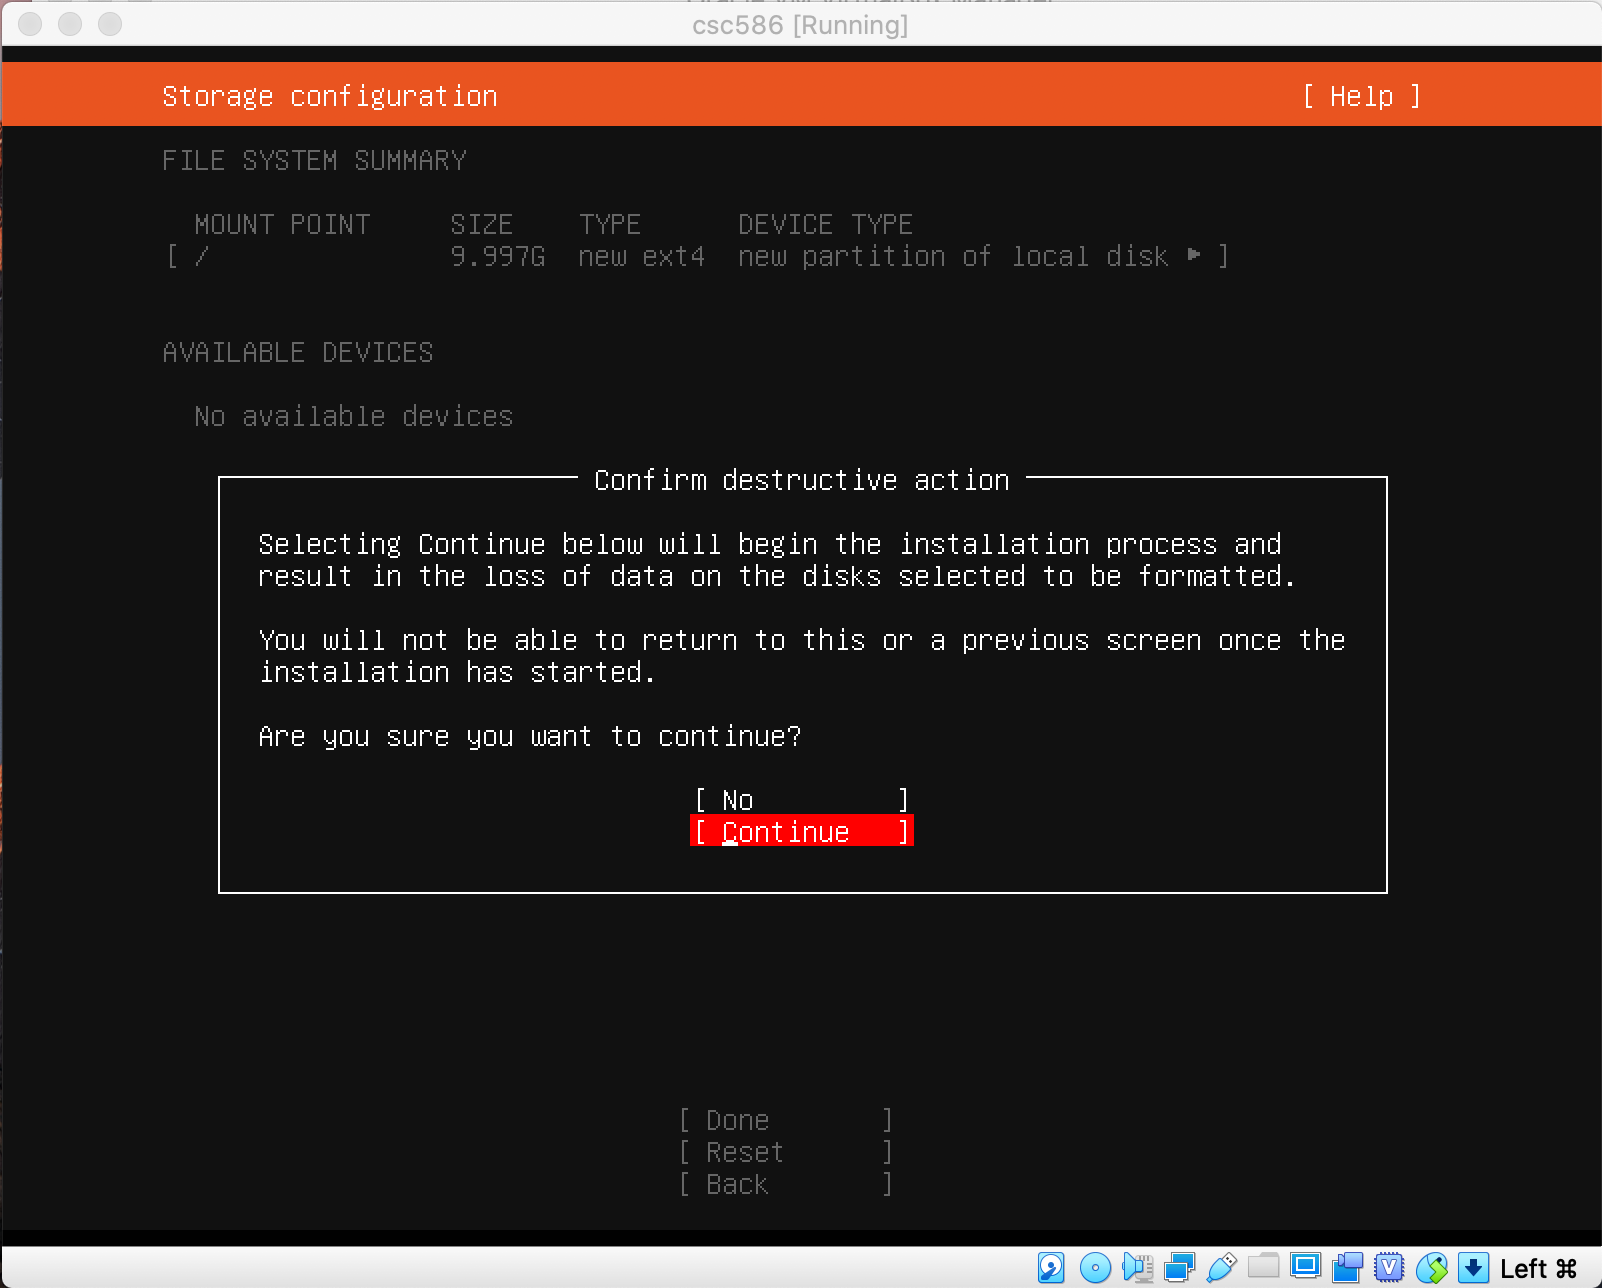 csc586 [Running]
Storage configuration [ Help ]
FILE SYSTEM SUMMARY
MOUNT POINT SIZE TYPE DEVICE TYPE
[ / 9.997G new ext4 new partition of local disk ▸ ]
AVAILABLE DEVICES
No available devices
Confirm destructive action
Selecting Continue below will begin the installation process and
result in the loss of data on the disks selected to be formatted.
You will not be able to return to this or a previous screen once the
installation has started.
Are you sure you want to continue?
[ No ]
[ Continue ]
[ Done ]
[ Reset ]
[ Back ]
Left ⌘